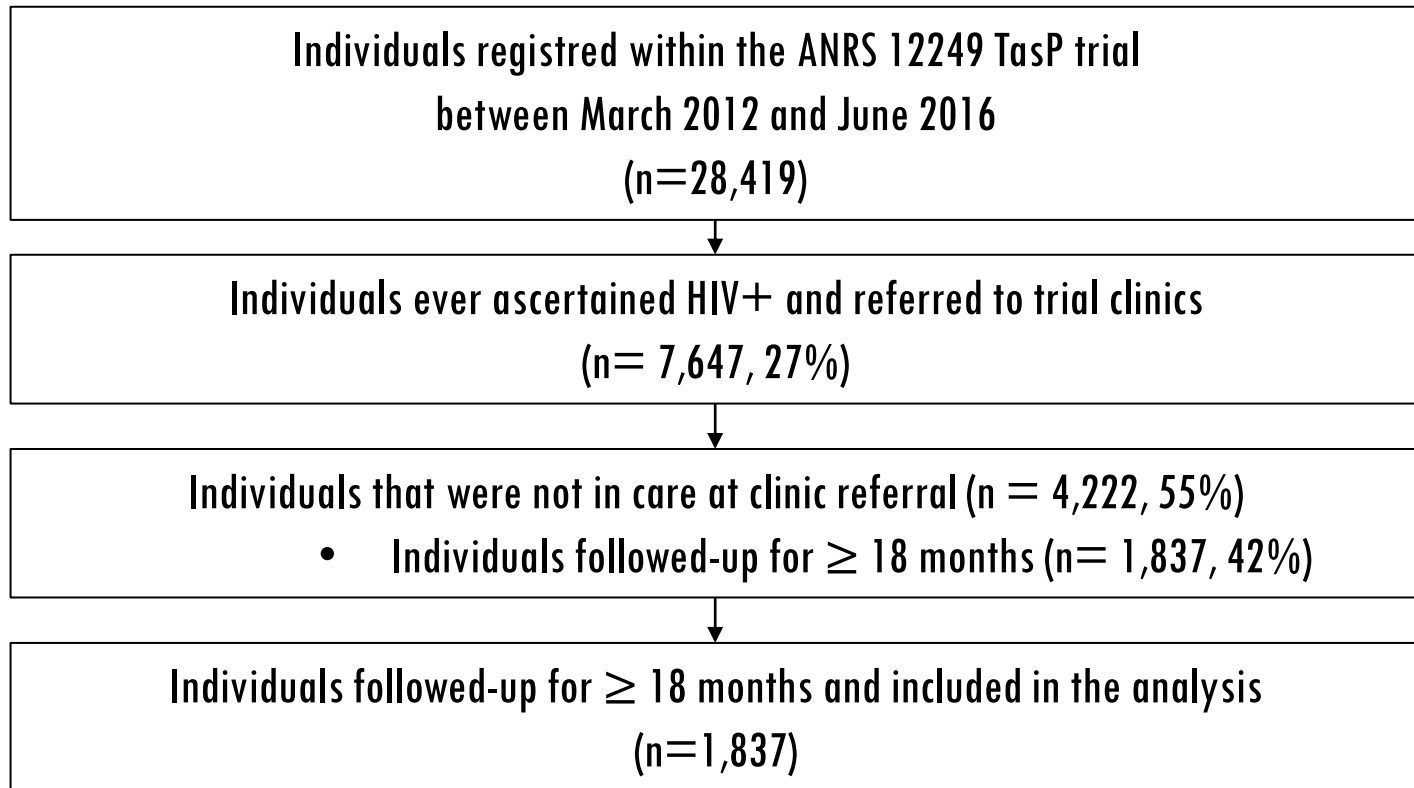 Individuals registred within the ANRS 12249 TasP trial
between March 2012 and June 2016
(n=28,419)
Individuals ever ascertained HIV+ and referred to trial clinics
(n= 7,647, 27%)
Individuals that were not in care at clinic referral (n = 4,222, 55%)
• Individuals followed-up for ≥ 18 months (n= 1,837, 42%)
Individuals followed-up for ≥ 18 months and included in the analysis
(n=1,837)